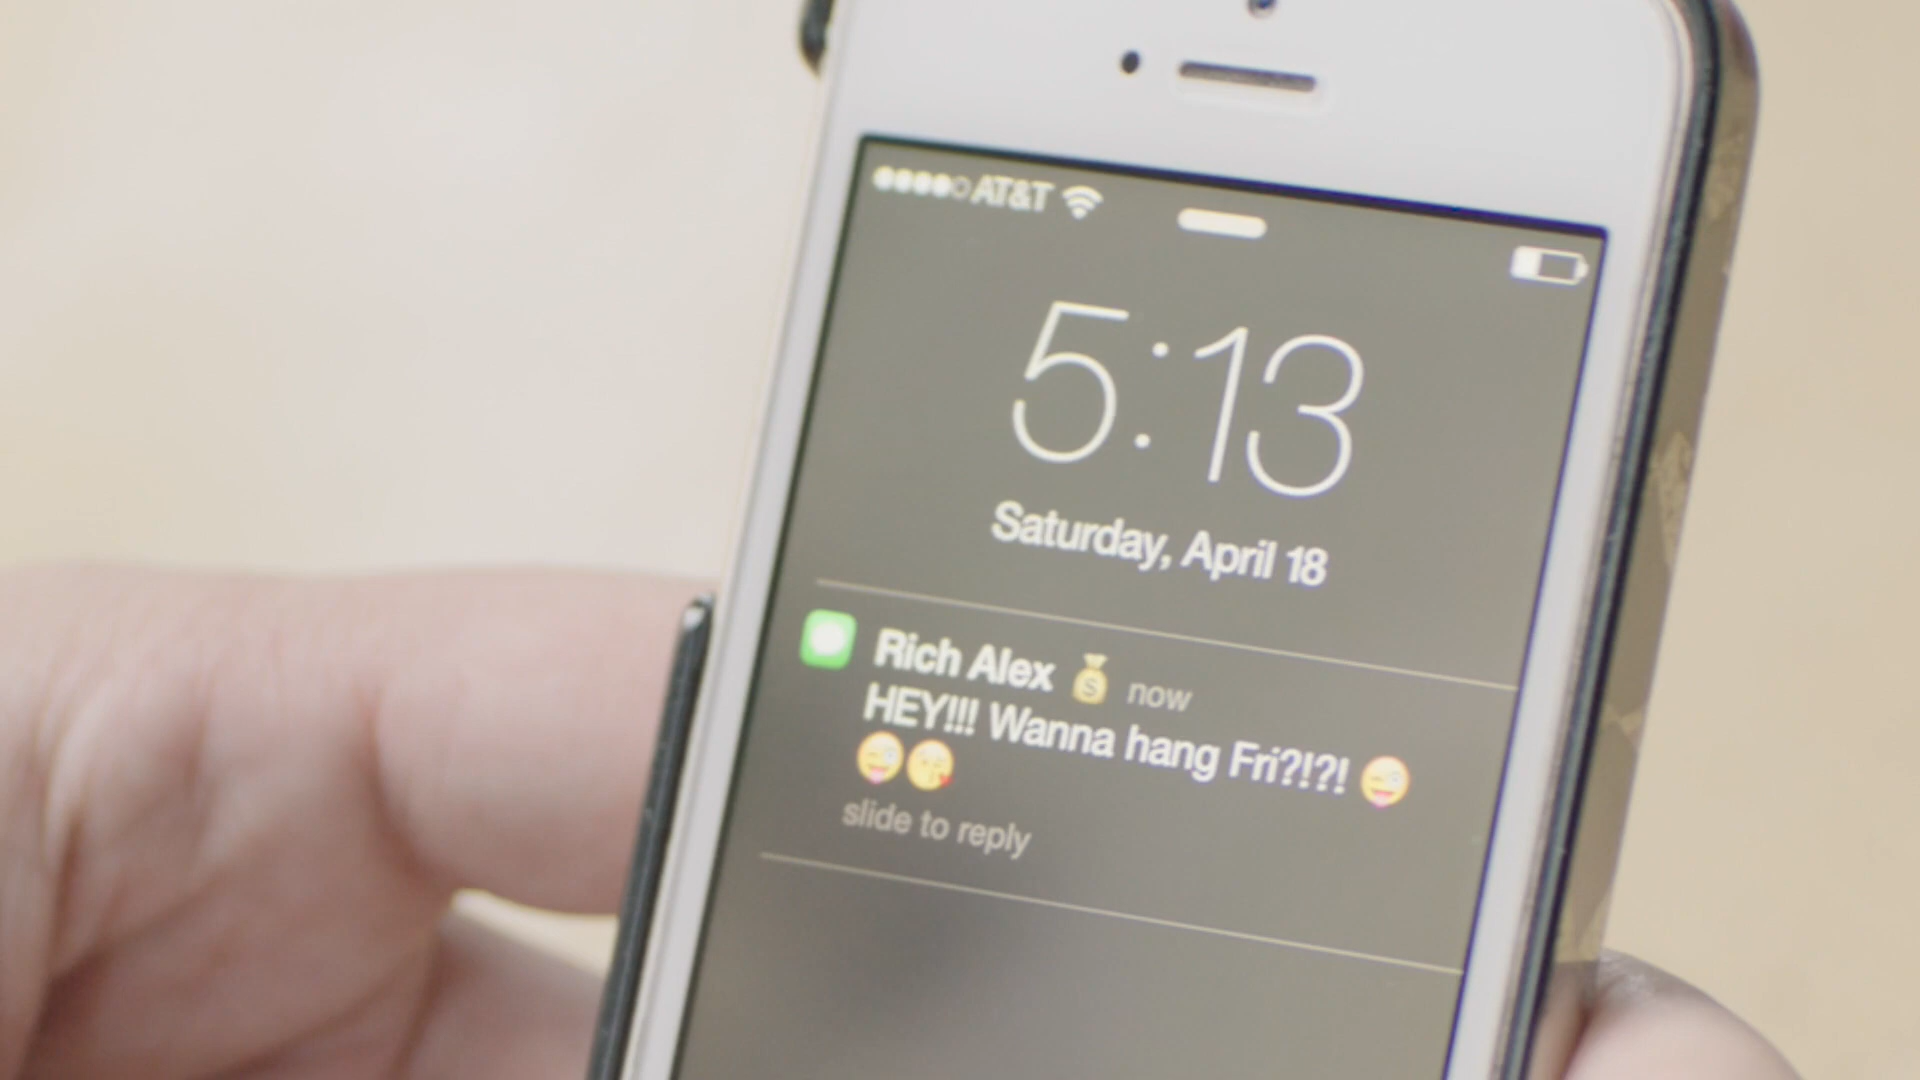 AT&T
5:13
Saturday, April 18
Rich Alex 💰 now
HEY!!! Wanna hang Fri?!?! 😜
😜😘
slide to reply